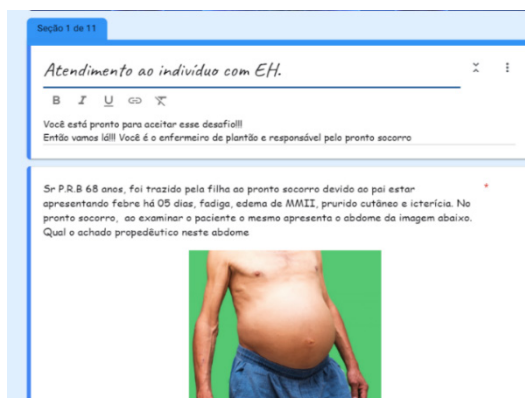 Seção 1 de 11
Atendimento ao indivíduo com EH.
B I U
Você está pronto para aceitar esse desafio!!!
Então vamos lá!!! Você é o enfermeiro de plantão e responsável pelo pronto socorro
Sr P.R.B 68 anos, foi trazido pela filha ao pronto socorro devido ao pai estar *
apresentando febre há 05 dias, fadiga, edema de MMII, prurido cutâneo e icterícia. No
pronto socorro, ao examinar o paciente o mesmo apresenta o abdome da imagem abaixo.
Qual o achado propedêutico neste abdome